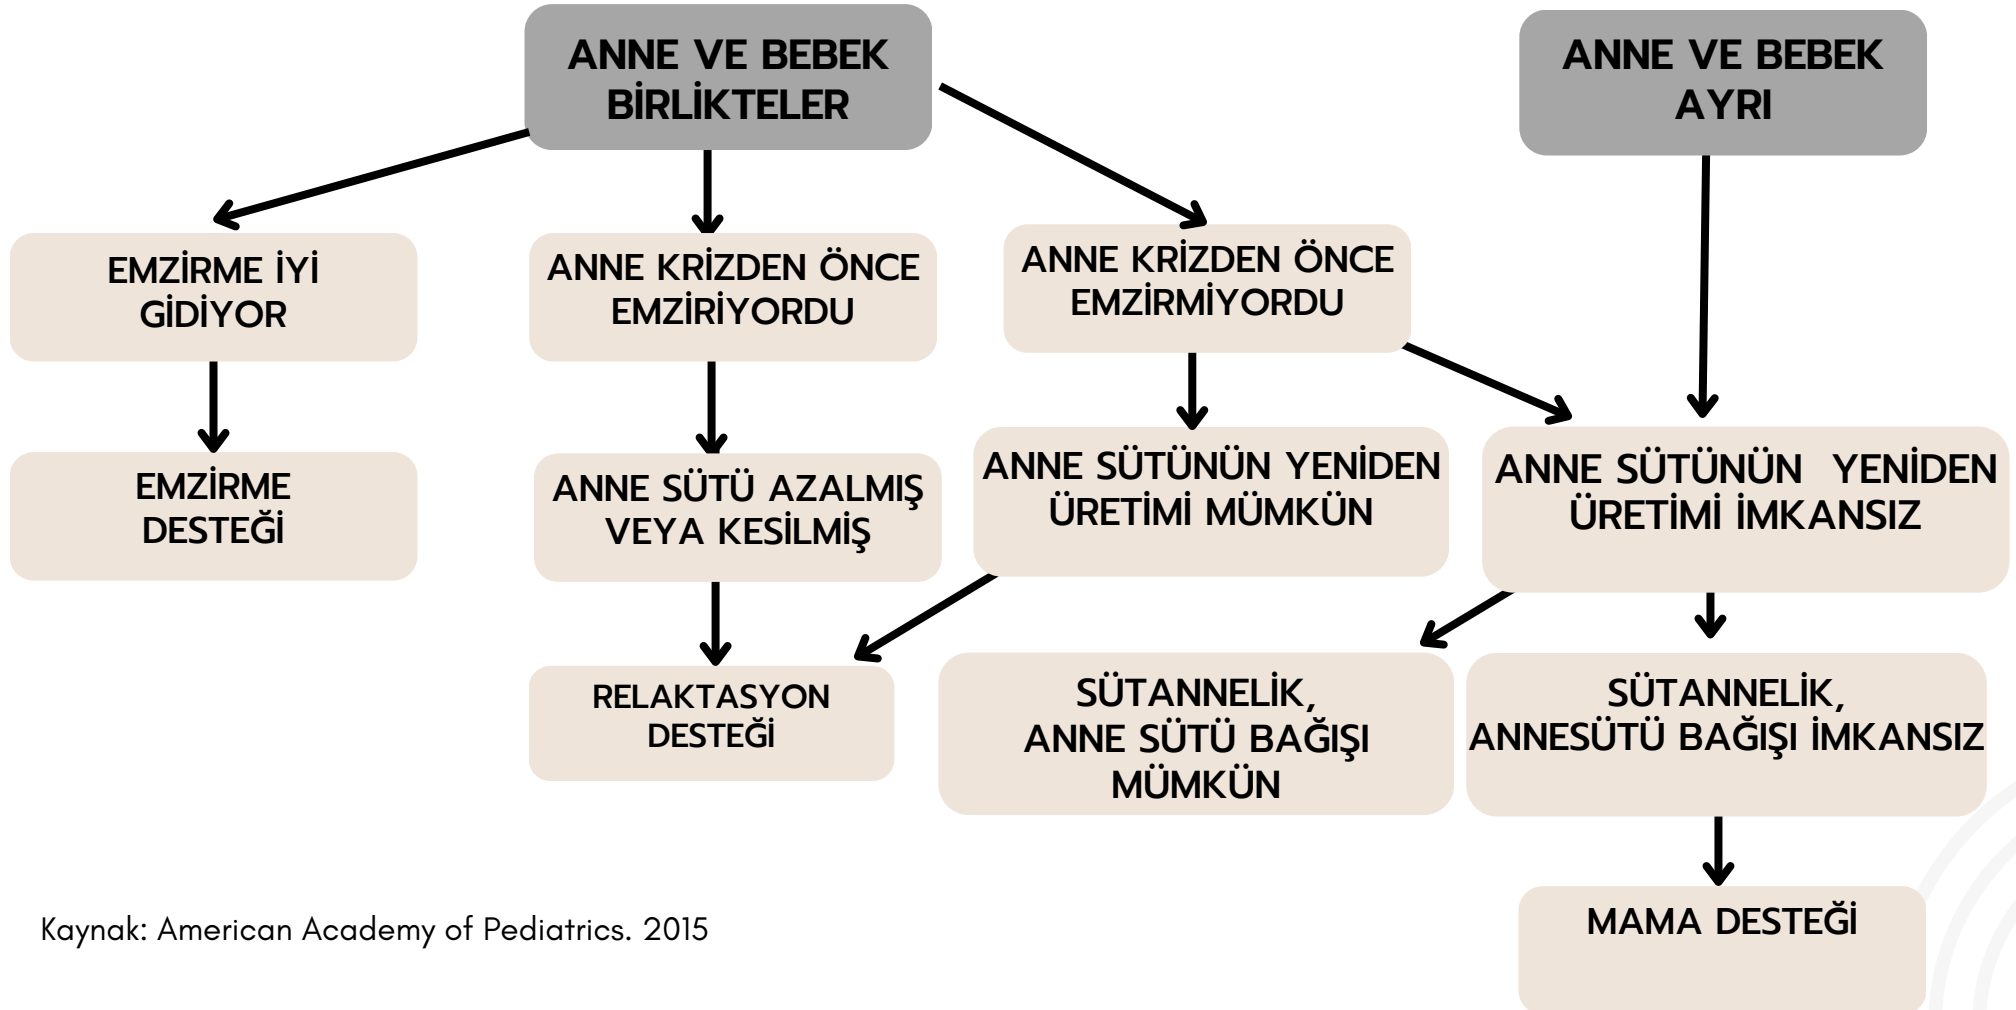 ANNE VE BEBEK
BİRLİKTELER
ANNE VE BEBEK
AYRI
EMZİRME İYİ
GİDİYOR
ANNE KRİZDEN ÖNCE
EMZİRİYORDU
ANNE KRİZDEN ÖNCE
EMZİRMİYORDU
EMZİRME
DESTEĞİ
ANNE SÜTÜ AZALMIŞ
VEYA KESİLMİŞ
ANNE SÜTÜNÜN YENİDEN
ÜRETİMİ MÜMKÜN
ANNE SÜTÜNÜN YENİDEN
ÜRETİMİ İMKANSIZ
RELAKTASYON
DESTEĞİ
SÜTANNELİK,
ANNE SÜTÜ BAĞIŞI
MÜMKÜN
SÜTANNELİK,
ANNESÜTÜ BAĞIŞI İMKANSIZ
MAMA DESTEĞİ
Kaynak: American Academy of Pediatrics. 2015